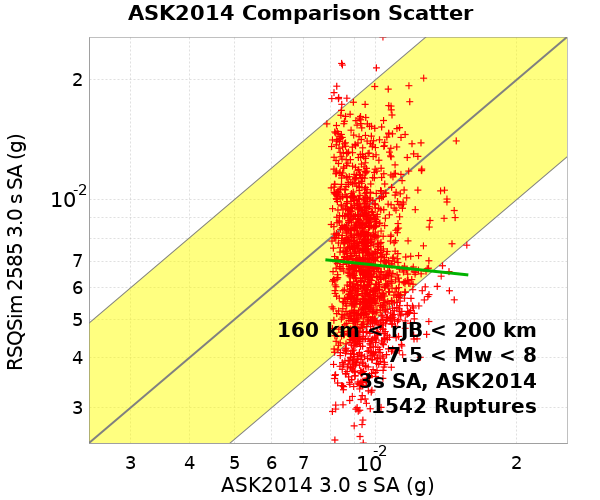 ASK2014 Comparison Scatter
RSQSim 2585 3.0 s SA (g)
2
10-2
7
6
5
4
3
160 km < rJB < 200 km
7.5 < Mw < 8
3s SA, ASK2014
1542 Ruptures
3 4 5 6 7 10-2 2
ASK2014 3.0 s SA (g)